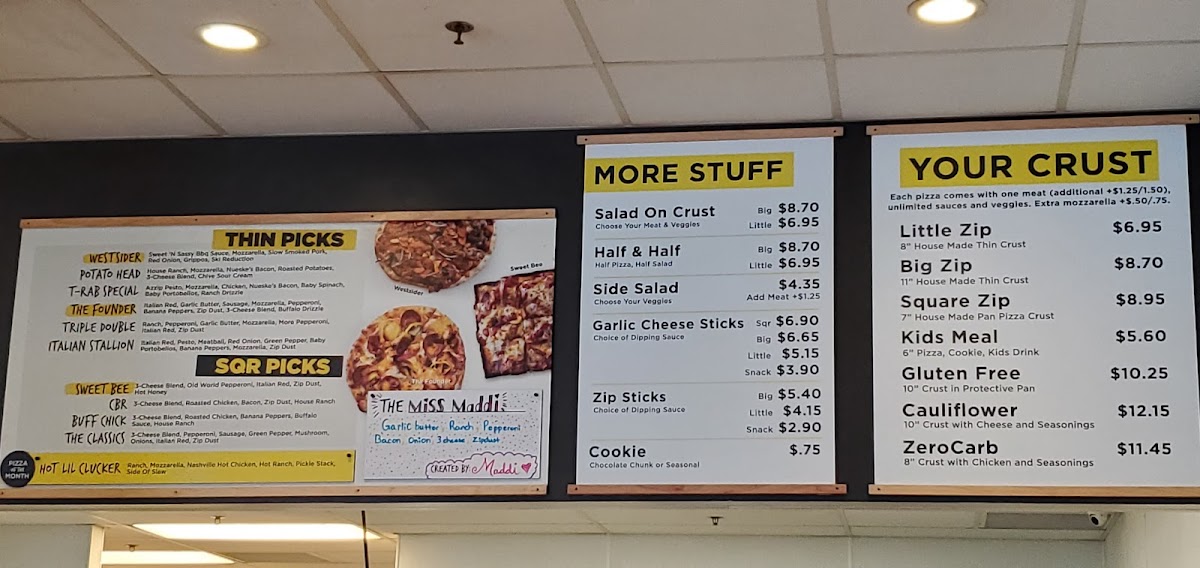 THIN PICKS
WESTSIDER Sweet 'N Sassy Bbq Sauce, Mozzarella, Slow Smoked Pork,
Red Onion, Grippos, Ski Reduction
POTATO HEAD House Ranch, Mozzarella, Nueske's Bacon, Roasted Potatoes,
3-Cheese Blend, Chive Sour Cream
T-RAB SPECIAL Azzip Pesto, Mozzarella, Chicken, Nueske's Bacon, Baby Spinach,
Baby Portobellos, Ranch Drizzle
THE FOUNDER Italian Red, Garlic Butter, Sausage, Mozzarella, Pepperoni,
Banana Peppers, Zip Dust, 3-Cheese Blend, Buffalo Drizzle
TRIPLE DOUBLE Ranch, Pepperoni, Garlic Butter, Mozzarella, More Pepperoni,
Italian Red, Zip Dust
ITALIAN STALLION Italian Red, Pesto, Meatball, Red Onion, Green Pepper, Baby
Portobellos, Banana Peppers, Mozzarella, Zip Dust
SQR PICKS
SWEET BEE 3-Cheese Blend, Old World Pepperoni, Italian Red, Zip Dust,
Hot Honey
CBR 3-Cheese Blend, Roasted Chicken, Bacon, Zip Dust, House Ranch
BUFF CHICK 3-Cheese Blend, Roasted Chicken, Banana Peppers, Buffalo
Sauce, House Ranch
THE CLASSICS 3-Cheese Blend, Pepperoni, Sausage, Green Pepper, Mushroom,
Onions, Italian Red, Zip Dust
PIZZA
OF THE
MONTH
HOT LIL CLUCKER Ranch, Mozzarella, Nashville Hot Chicken, Hot Ranch, Pickle Stack,
Side Of Slaw
Westsider
Sweet Bee
The Founder
THE MISS Maddi
Garlic butter, Ranch, Pepperoni
Bacon, Onion, 3 cheese Zipdust
CREATED BY Maddi
MORE STUFF
Salad On Crust Big $8.70
Choose Your Meat & Veggies Little $6.95
Half & Half Big $8.70
Half Pizza, Half Salad Little $6.95
Side Salad $4.35
Choose Your Veggies Add Meat +$1.25
Garlic Cheese Sticks Sqr $6.90
Choice of Dipping Sauce Big $6.65
Little $5.15
Snack $3.90
Zip Sticks Big $5.40
Choice of Dipping Sauce Little $4.15
Snack $2.90
Cookie $.75
Chocolate Chunk or Seasonal
YOUR CRUST
Each pizza comes with one meat (additional +$1.25/1.50),
unlimited sauces and veggies. Extra mozzarella +$.50/.75.
Little Zip $6.95
8" House Made Thin Crust
Big Zip $8.70
11" House Made Thin Crust
Square Zip $8.95
7" House Made Pan Pizza Crust
Kids Meal $5.60
6" Pizza, Cookie, Kids Drink
Gluten Free $10.25
10" Crust in Protective Pan
Cauliflower $12.15
10" Crust with Cheese and Seasonings
ZeroCarb $11.45
8" Crust with Chicken and Seasonings